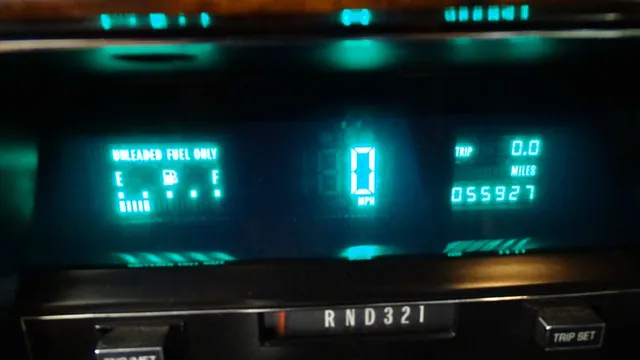 UNLEADED FUEL ONLY
E F
0
MPH
TRIP 0.0
MILES
055927
RND321
TRIP SET